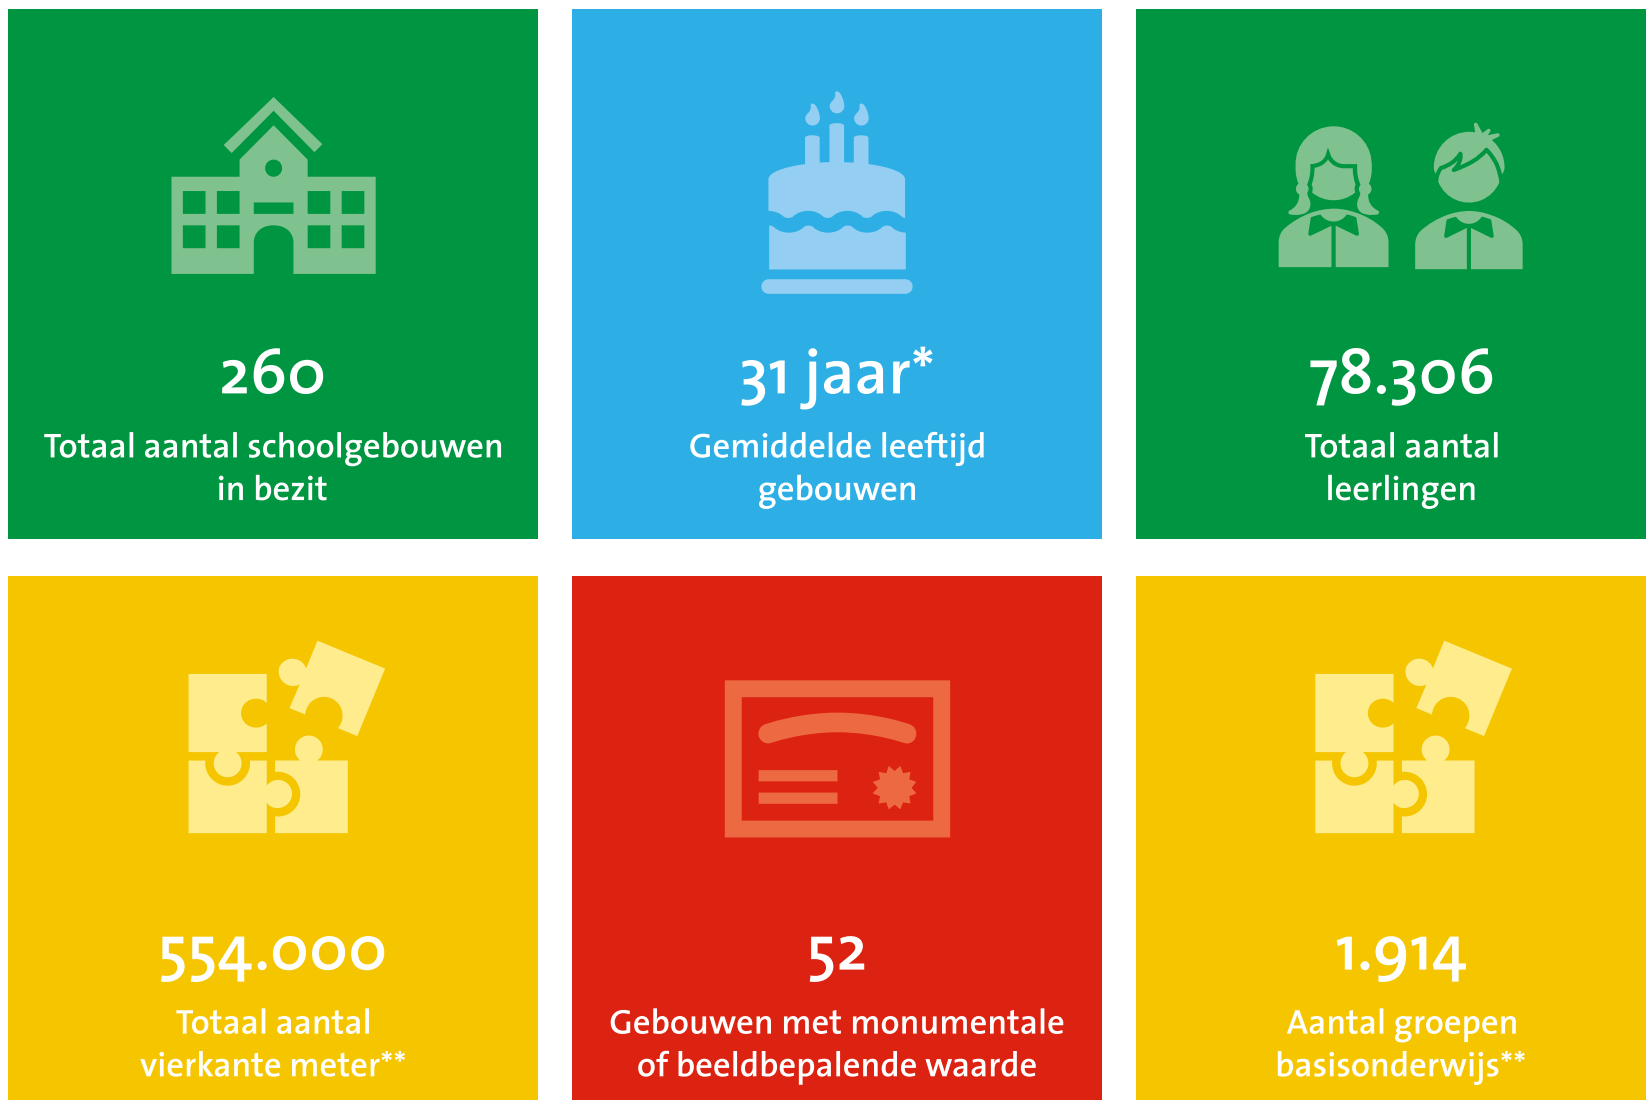 260
Totaal aantal schoolgebouwen
in bezit
31 jaar*
Gemiddelde leeftijd
gebouwen
78.306
Totaal aantal
leerlingen
554.000
Totaal aantal
vierkante meter**
52
Gebouwen met monumentale
of beeldbepalende waarde
1.914
Aantal groepen
basisonderwijs**